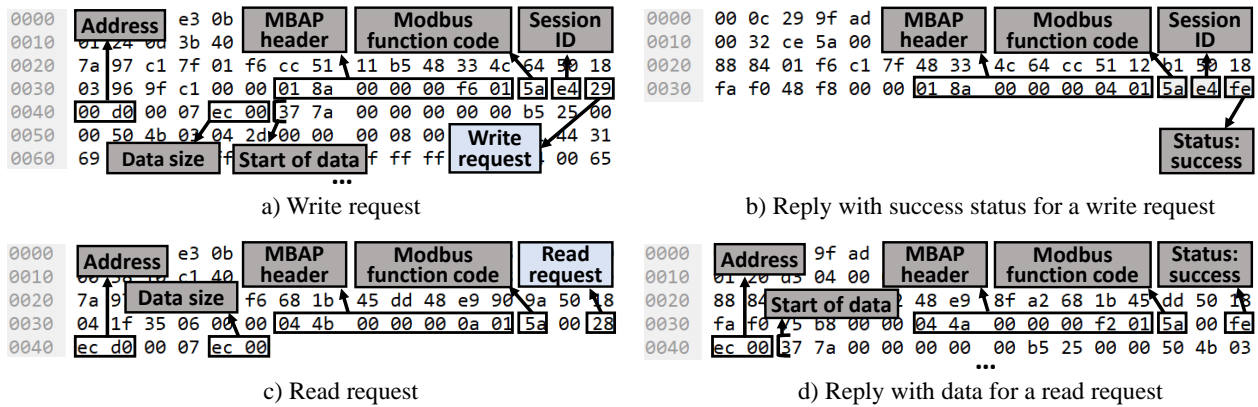 0000 Address e3 0b MBAP header Modbus function code Session ID
0010 01 24 0d 3b 40
0020 7a 97 c1 7f 01 f6 cc 51 11 b5 48 33 4c 64 50 18
0030 03 96 9f c1 00 00 01 8a 00 00 00 f6 01 5a e4 29
0040 00 d0 00 07 ec 00 37 7a 00 00 00 00 00 b5 25 00
0050 00 50 4b 03 04 2d 00 00 00 08 00 44 31
0060 69 Data size ff Start of data ff ff Write request 00 65
...
a) Write request
0000 00 0c 29 9f ad MBAP header Modbus function code Session ID
0010 00 32 ce 5a 00
0020 88 84 01 f6 c1 7f 48 33 4c 64 cc 51 12 b1 50 18
0030 fa f0 48 f8 00 00 01 8a 00 00 00 04 01 5a e4 fe
Status: success
b) Reply with success status for a write request
0000 Address e3 0b MBAP header Modbus function code Read request
0010 c1 40
0020 7a 97 Data size f6 68 1b 45 dd 48 e9 90 9a 50 18
0030 04 1f 35 06 00 00 04 4b 00 00 00 0a 01 5a 00 28
0040 ec d0 00 07 ec 00
c) Read request
0000 Address 9f ad MBAP header Modbus function code Status: success
0010 01 20 d5 04 00
0020 88 84 Start of data 48 e9 8f a2 68 1b 45 dd 50 18
0030 fa f0 75 b8 00 00 04 4a 00 00 00 f2 01 5a 00 fe
0040 ec 00 37 7a 00 00 00 00 00 b5 25 00 00 50 4b 03
...
d) Reply with data for a read request